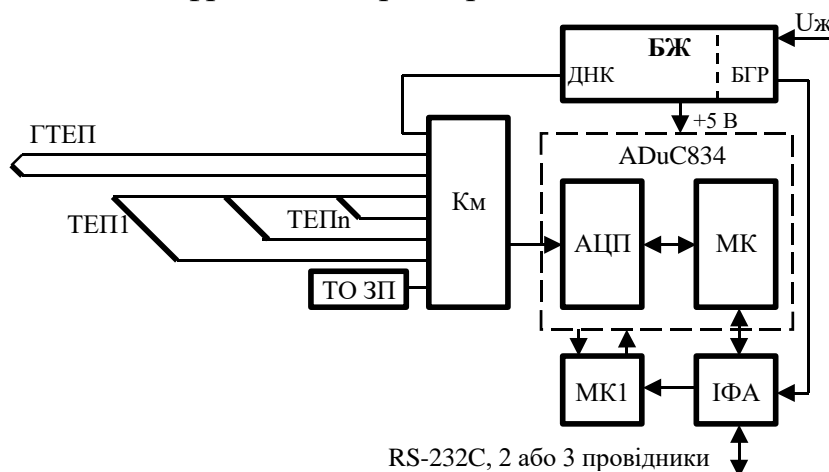 Uж
БЖ
ДНК
БГР
+5 В
ГТЕП
ADuC834
Км
ТЕП1
ТЕПn
АЦП
МК
ТО ЗП
МК1
ІФА
RS-232C, 2 або 3 провідники